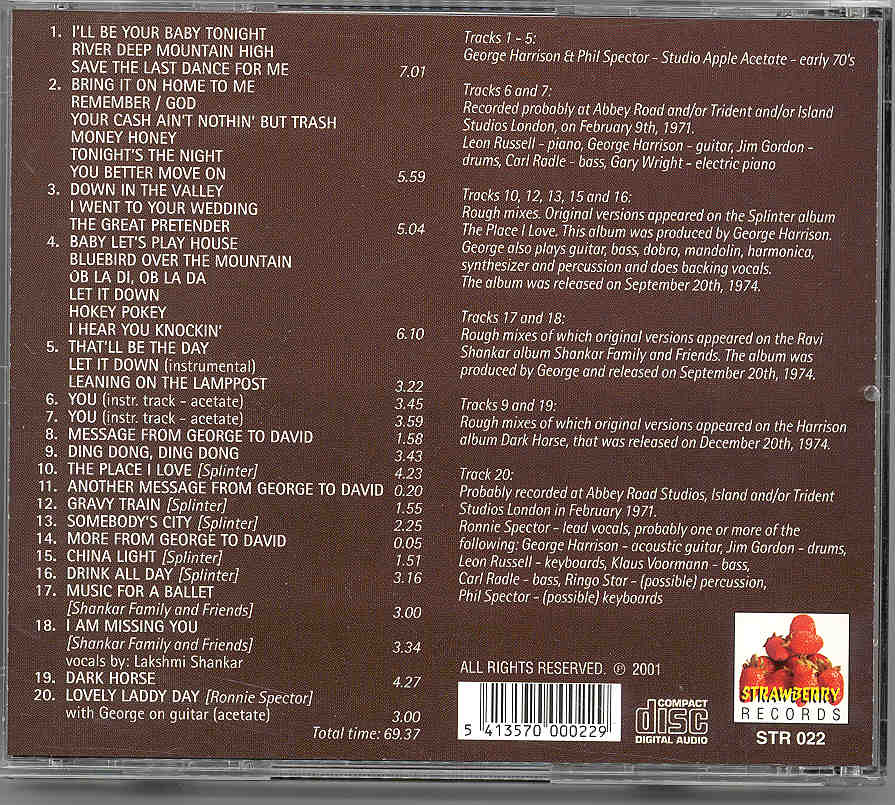 1. I'LL BE YOUR BABY TONIGHT
RIVER DEEP MOUNTAIN HIGH
SAVE THE LAST DANCE FOR ME 7.01
2. BRING IT ON HOME TO ME
REMEMBER / GOD
YOUR CASH AIN'T NOTHIN' BUT TRASH
MONEY HONEY
TONIGHT'S THE NIGHT
YOU BETTER MOVE ON 5.59
3. DOWN IN THE VALLEY
I WENT TO YOUR WEDDING
THE GREAT PRETENDER 5.04
4. BABY LET'S PLAY HOUSE
BLUEBIRD OVER THE MOUNTAIN
OB LA DI, OB LA DA
LET IT DOWN
HOKEY POKEY
I HEAR YOU KNOCKIN' 6.10
5. THAT'LL BE THE DAY
LET IT DOWN (instrumental)
LEANING ON THE LAMPPOST 3.22
6. YOU (instr. track - acetate) 3.45
7. YOU (instr. track - acetate) 3.59
8. MESSAGE FROM GEORGE TO DAVID 1.58
9. DING DONG, DING DONG 3.43
10. THE PLACE I LOVE [Splinter] 4.23
11. ANOTHER MESSAGE FROM GEORGE TO DAVID 0.20
12. GRAVY TRAIN [Splinter] 1.55
13. SOMEBODY'S CITY [Splinter] 2.25
14. MORE FROM GEORGE TO DAVID 0.05
15. CHINA LIGHT [Splinter] 1.51
16. DRINK ALL DAY [Splinter] 3.16
17. MUSIC FOR A BALLET
[Shankar Family and Friends] 3.00
18. I AM MISSING YOU
[Shankar Family and Friends] 3.34
vocals by: Lakshmi Shankar
19. DARK HORSE 4.27
20. LOVELY LADDY DAY [Ronnie Spector]
with George on guitar (acetate) 3.00
Total time: 69.37
Tracks 1 - 5:
George Harrison & Phil Spector - Studio Apple Acetate - early 70's
Tracks 6 and 7:
Recorded probably at Abbey Road and/or Trident and/or Island
Studios London, on February 9th, 1971.
Leon Russell - piano, George Harrison - guitar, Jim Gordon -
drums, Carl Radle - bass, Gary Wright - electric piano
Tracks 10, 12, 13, 15 and 16:
Rough mixes. Original versions appeared on the Splinter album
The Place I Love. This album was produced by George Harrison.
George also plays guitar, bass, dobro, mandolin, harmonica,
synthesizer and percussion and does backing vocals.
The album was released on September 20th, 1974.
Tracks 17 and 18:
Rough mixes of which original versions appeared on the Ravi
Shankar album Shankar Family and Friends. The album was
produced by George and released on September 20th, 1974.
Tracks 9 and 19:
Rough mixes of which original versions appeared on the Harrison
album Dark Horse, that was released on December 20th, 1974.
Track 20:
Probably recorded at Abbey Road Studios, Island and/or Trident
Studios London in February 1971.
Ronnie Spector - lead vocals, probably one or more of the
following: George Harrison - acoustic guitar, Jim Gordon - drums,
Leon Russell - keyboards, Klaus Voormann - bass,
Carl Radle - bass, Ringo Star - (possible) percussion,
Phil Spector - (possible) keyboards
ALL RIGHTS RESERVED. ℗ 2001
5 413570 000229
COMPACT
disc
DIGITAL AUDIO
STRAWBERRY
RECORDS
STR 022